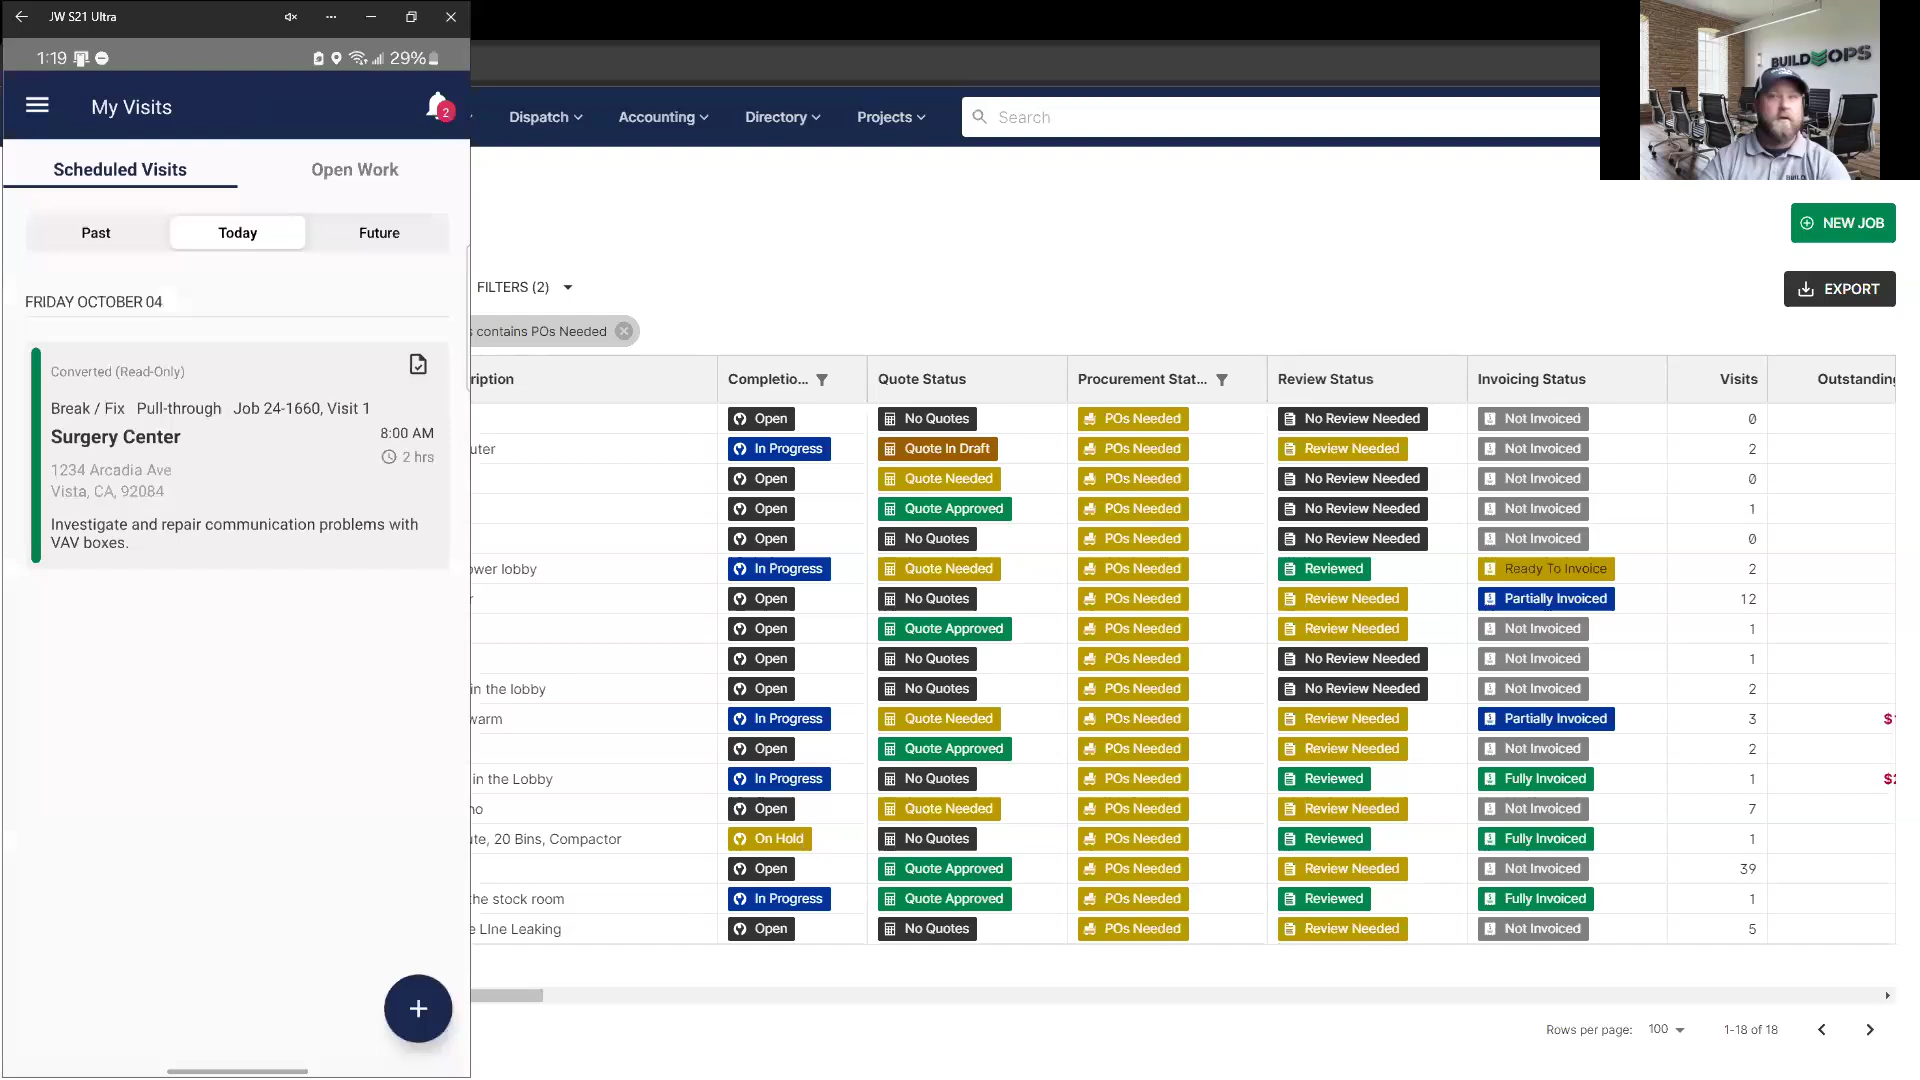 JW S21 Ultra
1:19
29%
My Visits
2
Scheduled Visits
Open Work
Past
Today
Future
FRIDAY OCTOBER 04
Converted (Read-Only)
Break / Fix Pull-through Job 24-1660, Visit 1
Surgery Center
8:00 AM
2 hrs
1234 Arcadia Ave
Vista, CA, 92084
Investigate and repair communication problems with
VAV boxes.
Dispatch Accounting Directory Projects
Search
BUILDOPS
BUILD
NEW JOB
FILTERS (2)
EXPORT
s contains POs Needed
ription Completio... Quote Status Procurement Stat... Review Status Invoicing Status Visits Outstanding
Open No Quotes POs Needed No Review Needed Not Invoiced 0
uter In Progress Quote In Draft POs Needed Review Needed Not Invoiced 2
Open Quote Needed POs Needed No Review Needed Not Invoiced 0
Open Quote Approved POs Needed No Review Needed Not Invoiced 1
Open No Quotes POs Needed No Review Needed Not Invoiced 0
ower lobby In Progress Quote Needed POs Needed Reviewed Ready To Invoice 2
r Open No Quotes POs Needed Review Needed Partially Invoiced 12
Open Quote Approved POs Needed Review Needed Not Invoiced 1
Open No Quotes POs Needed No Review Needed Not Invoiced 1
in the lobby Open No Quotes POs Needed No Review Needed Not Invoiced 2
warm In Progress Quote Needed POs Needed Review Needed Partially Invoiced 3 $1
Open Quote Approved POs Needed Review Needed Not Invoiced 2
in the Lobby In Progress No Quotes POs Needed Reviewed Fully Invoiced 1 $2
no Open Quote Needed POs Needed Review Needed Not Invoiced 7
ute, 20 Bins, Compactor On Hold No Quotes POs Needed Reviewed Fully Invoiced 1
Open Quote Approved POs Needed Review Needed Not Invoiced 39
the stock room In Progress Quote Approved POs Needed Reviewed Fully Invoiced 1
e LIne Leaking Open No Quotes POs Needed Review Needed Not Invoiced 5
Rows per page: 100 1-18 of 18